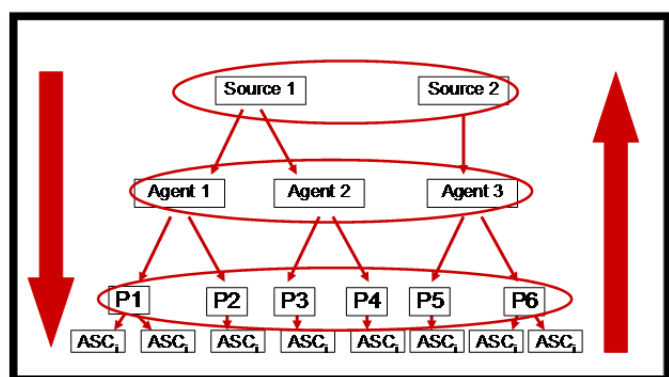 Source 1 Source 2
Agent 1 Agent 2 Agent 3
P1 P2 P3 P4 P5 P6
ASCi ASCi ASCi ASCi ASCi ASCi ASCi